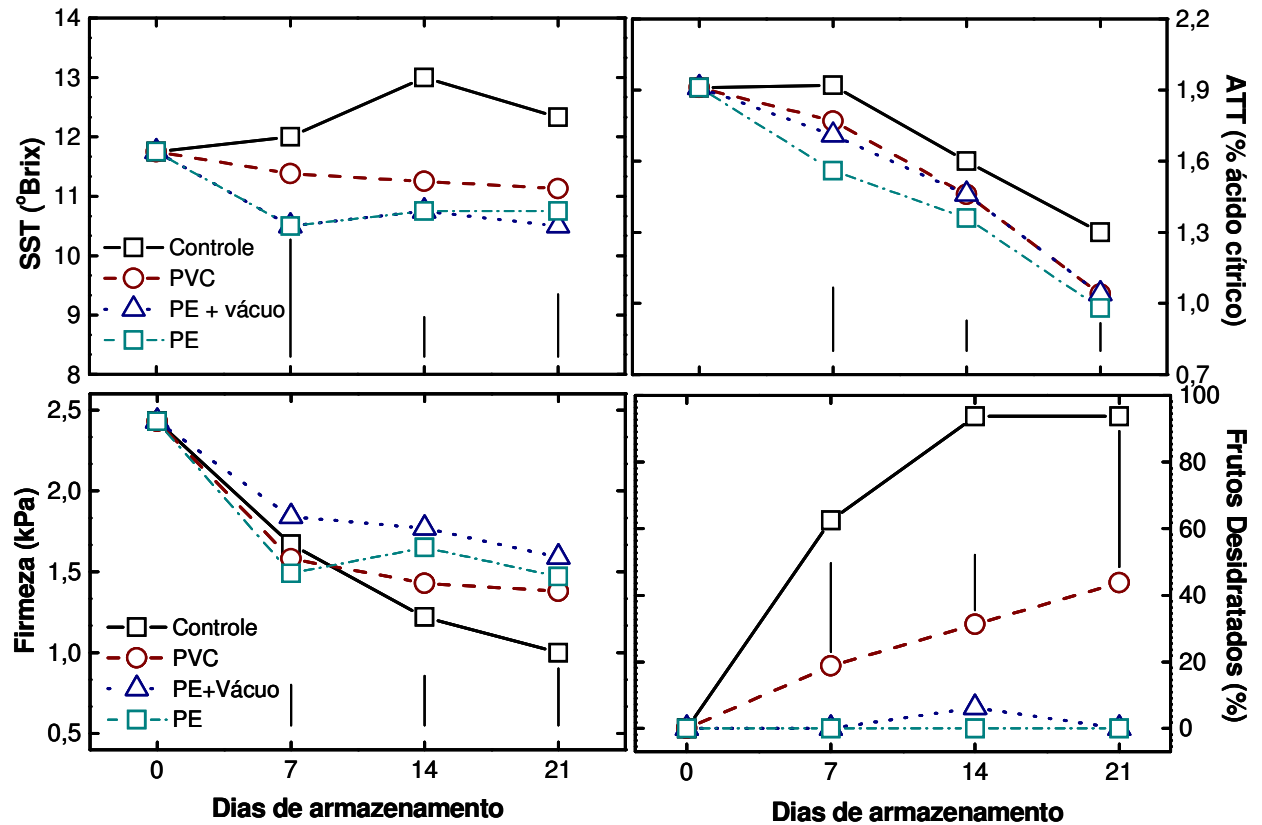 14
13
12
11
10
9
8
SST (ºBrix)
Controle
PVC
PE + vácuo
PE
2,2
1,9
1,6
1,3
1,0
0,7
ATT (% ácido cítrico)
2,5
2,0
1,5
1,0
0,5
Firmeza (kPa)
Controle
PVC
PE+Vácuo
PE
0 7 14 21
Dias de armazenamento
100
80
60
40
20
0
Frutos Desidratados (%)
0 7 14 21
Dias de armazenamento